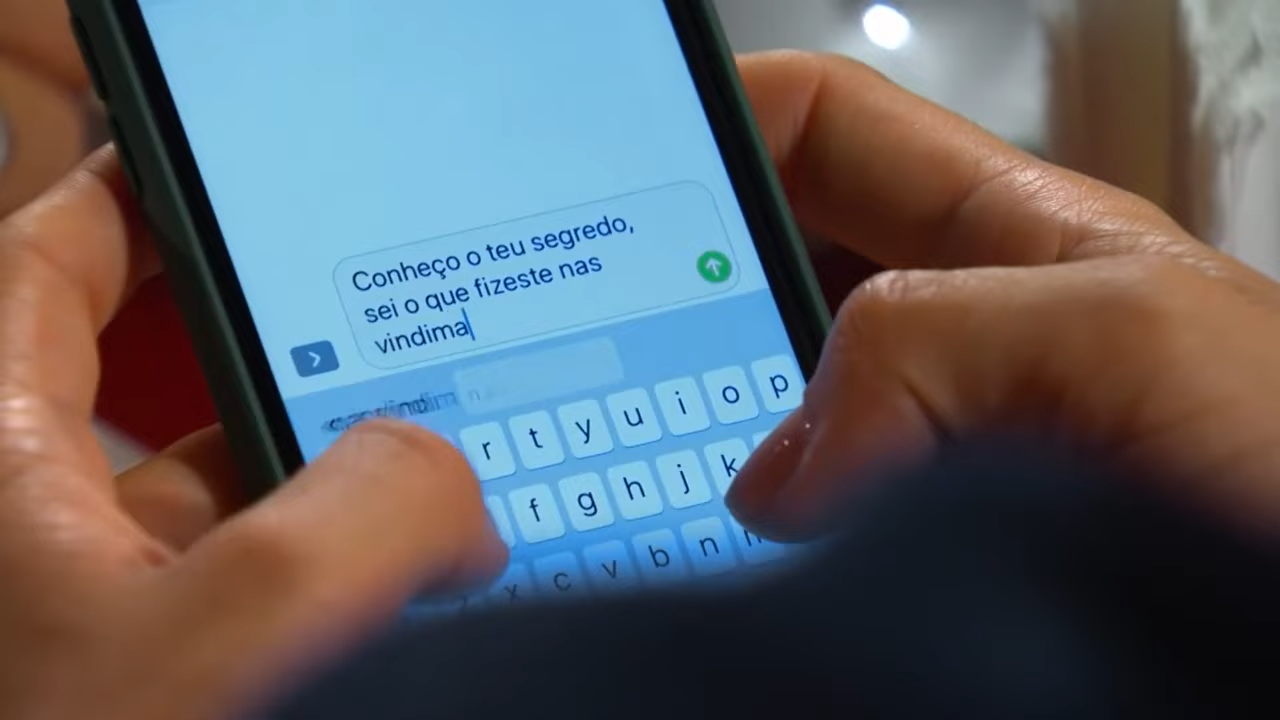 Conheço o teu segredo,
sei o que fizeste nas
vindima
r t y u i o p
f g h j k
x c v b n